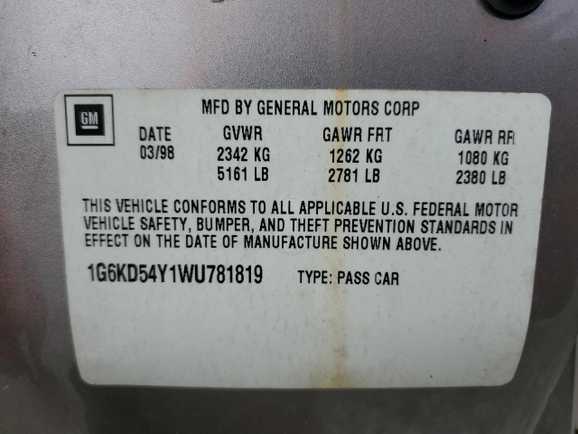 GM
MFD BY GENERAL MOTORS CORP
DATE GVWR GAWR FRT GAWR RR
03/98 2342 KG 1262 KG 1080 KG
5161 LB 2781 LB 2380 LB
THIS VEHICLE CONFORMS TO ALL APPLICABLE U.S. FEDERAL MOTOR
VEHICLE SAFETY, BUMPER, AND THEFT PREVENTION STANDARDS IN
EFFECT ON THE DATE OF MANUFACTURE SHOWN ABOVE.
1G6KD54Y1WU781819 TYPE: PASS CAR